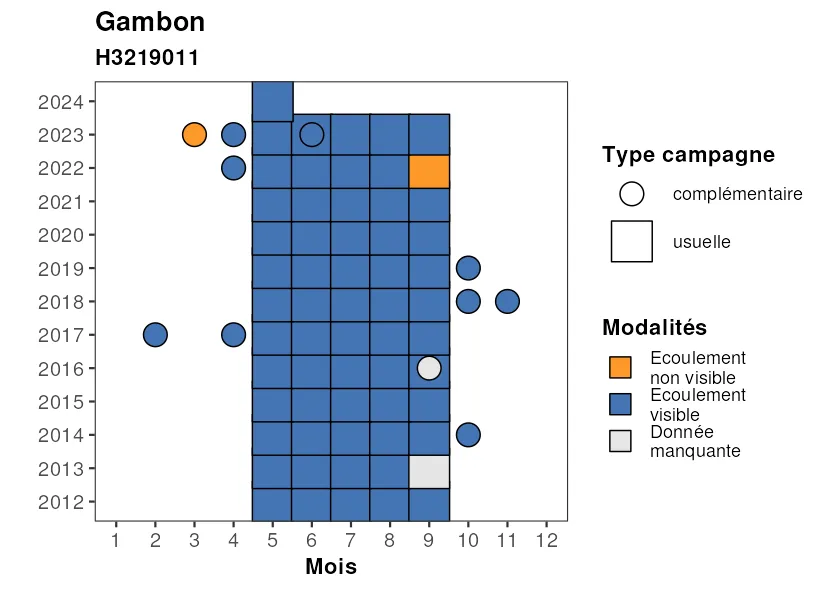 Gambon
H3219011
2024
2023
2022
2021
2020
2019
2018
2017
2016
2015
2014
2013
2012
1 2 3 4 5 6 7 8 9 10 11 12
Mois
Type campagne
complémentaire
usuelle
Modalités
Ecoulement
non visible
Ecoulement
visible
Donnée
manquante